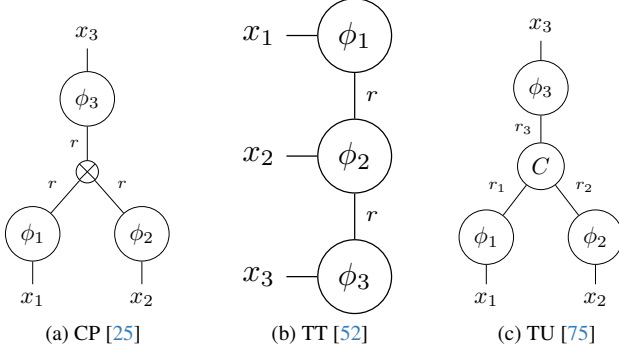 x₃
φ₃
r
⊗
r r
φ₁ φ₂
x₁ x₂
(a) CP [25]
x₁ φ₁
r
x₂ φ₂
r
x₃ φ₃
(b) TT [52]
x₃
φ₃
r₃
C
r₁ r₂
φ₁ φ₂
x₁ x₂
(c) TU [75]